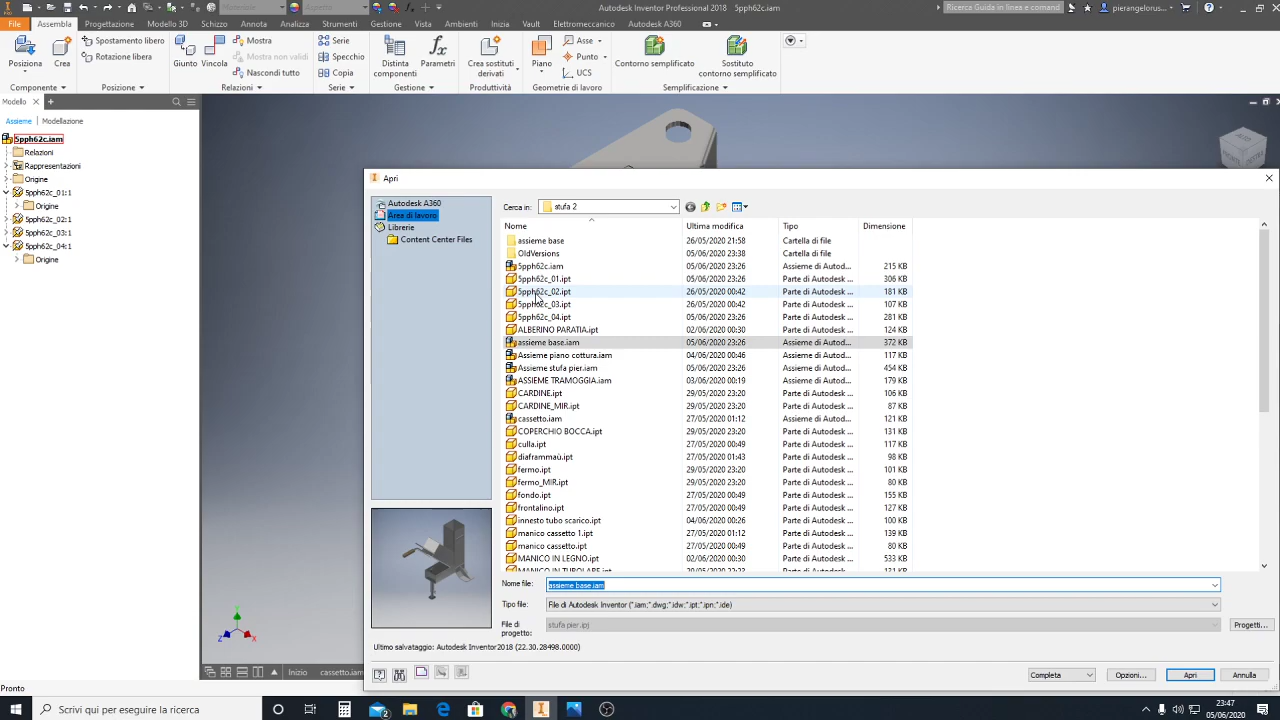 Materiale
Aspetto
Autodesk Inventor Professional 2018   5pph62c.iam
Ricerca Guida in linea e comand
pierangelorus...
File
Assembla
Progettazione
Modello 3D
Schizzo
Annotazione
Analizza
Strumenti
Gestione
Vista
Ambienti
Inizia
Vault
Elettromeccanico
Autodesk A360
Spostamento libero
Mostra
Serie
Asse
Rotazione libera
Mostra non validi
Specchio
Punto
Posiziona
Crea
Giunto
Vincola
Distinta componenti
Parametri
Crea sostituti derivati
Piano
Contorno semplificato
Sostituto contorno semplificato
Nascondi tutto
Copia
UCS
Componente
Posizione
Relazioni
Serie
Gestione
Produttività
Geometrie di lavoro
Semplificazione
Modello
Assieme
Modellazione
5pph62c.iam
Relazioni
Rappresentazioni
Origine
5pph62c_01:1
Origine
5pph62c_02:1
5pph62c_03:1
5pph62c_04:1
Origine
Apri
Autodesk A360
Area di lavoro
Librerie
Content Center Files
Cerca in:
stufa 2
Nome
Ultima modifica
Tipo
Dimensione
assieme base 26/05/2020 21:58 Cartella di file
OldVersions 05/06/2020 23:38 Cartella di file
5pph62c.iam 05/06/2020 23:26 Assieme di Autod... 215 KB
5pph62c_01.ipt 05/06/2020 23:26 Parte di Autodesk ... 306 KB
5pph62c_02.ipt 26/05/2020 00:42 Parte di Autodesk ... 181 KB
5pph62c_03.ipt 26/05/2020 00:42 Parte di Autodesk ... 107 KB
5pph62c_04.ipt 05/06/2020 23:26 Parte di Autodesk ... 281 KB
ALBERINO PARATIA.ipt 02/06/2020 00:30 Parte di Autodesk ... 124 KB
assieme base.iam 05/06/2020 23:26 Assieme di Autod... 372 KB
Assieme piano cottura.iam 04/06/2020 00:46 Assieme di Autod... 117 KB
Assieme stufa pier.iam 05/06/2020 23:26 Assieme di Autod... 454 KB
ASSIEME TRAMOGGIA.iam 03/06/2020 00:19 Assieme di Autod... 179 KB
CARDINE.ipt 29/05/2020 23:20 Parte di Autodesk ... 106 KB
CARDINE_MIR.ipt 29/05/2020 23:20 Parte di Autodesk ... 87 KB
cassetto.iam 27/05/2020 01:12 Assieme di Autod... 121 KB
COPERCHIO BOCCA.ipt 29/05/2020 23:20 Parte di Autodesk ... 131 KB
culla.ipt 27/05/2020 00:49 Parte di Autodesk ... 117 KB
diaframmaù.ipt 27/05/2020 01:43 Parte di Autodesk ... 98 KB
fermo.ipt 29/05/2020 23:20 Parte di Autodesk ... 101 KB
fermo_MIR.ipt 29/05/2020 23:20 Parte di Autodesk ... 80 KB
fondo.ipt 27/05/2020 00:49 Parte di Autodesk ... 155 KB
frontalino.ipt 27/05/2020 00:49 Parte di Autodesk ... 127 KB
innesto tubo scarico.ipt 04/06/2020 00:26 Parte di Autodesk ... 100 KB
manico cassetto 1.ipt 27/05/2020 01:12 Parte di Autodesk ... 139 KB
manico cassetto.ipt 27/05/2020 00:49 Parte di Autodesk ... 80 KB
MANICO IN LEGNO.ipt 02/06/2020 00:30 Parte di Autodesk ... 533 KB
MANICO IN TUBOLARE.ipt
Nome file: assieme base.iam
Tipo file: File di Autodesk Inventor (*.iam;*.dwg;*.idw;*.ipt;*.ipn;*.ide)
File di progetto: stufa pier.ipj
Progetti...
Ultimo salvataggio: Autodesk Inventor 2018 (22.30.28498.0000)
Completa
Opzioni...
Apri
Annulla
Y
Z
X
Inizio
cassetto.iam
Pronto
Scrivi qui per eseguire la ricerca
23:47
05/06/2020